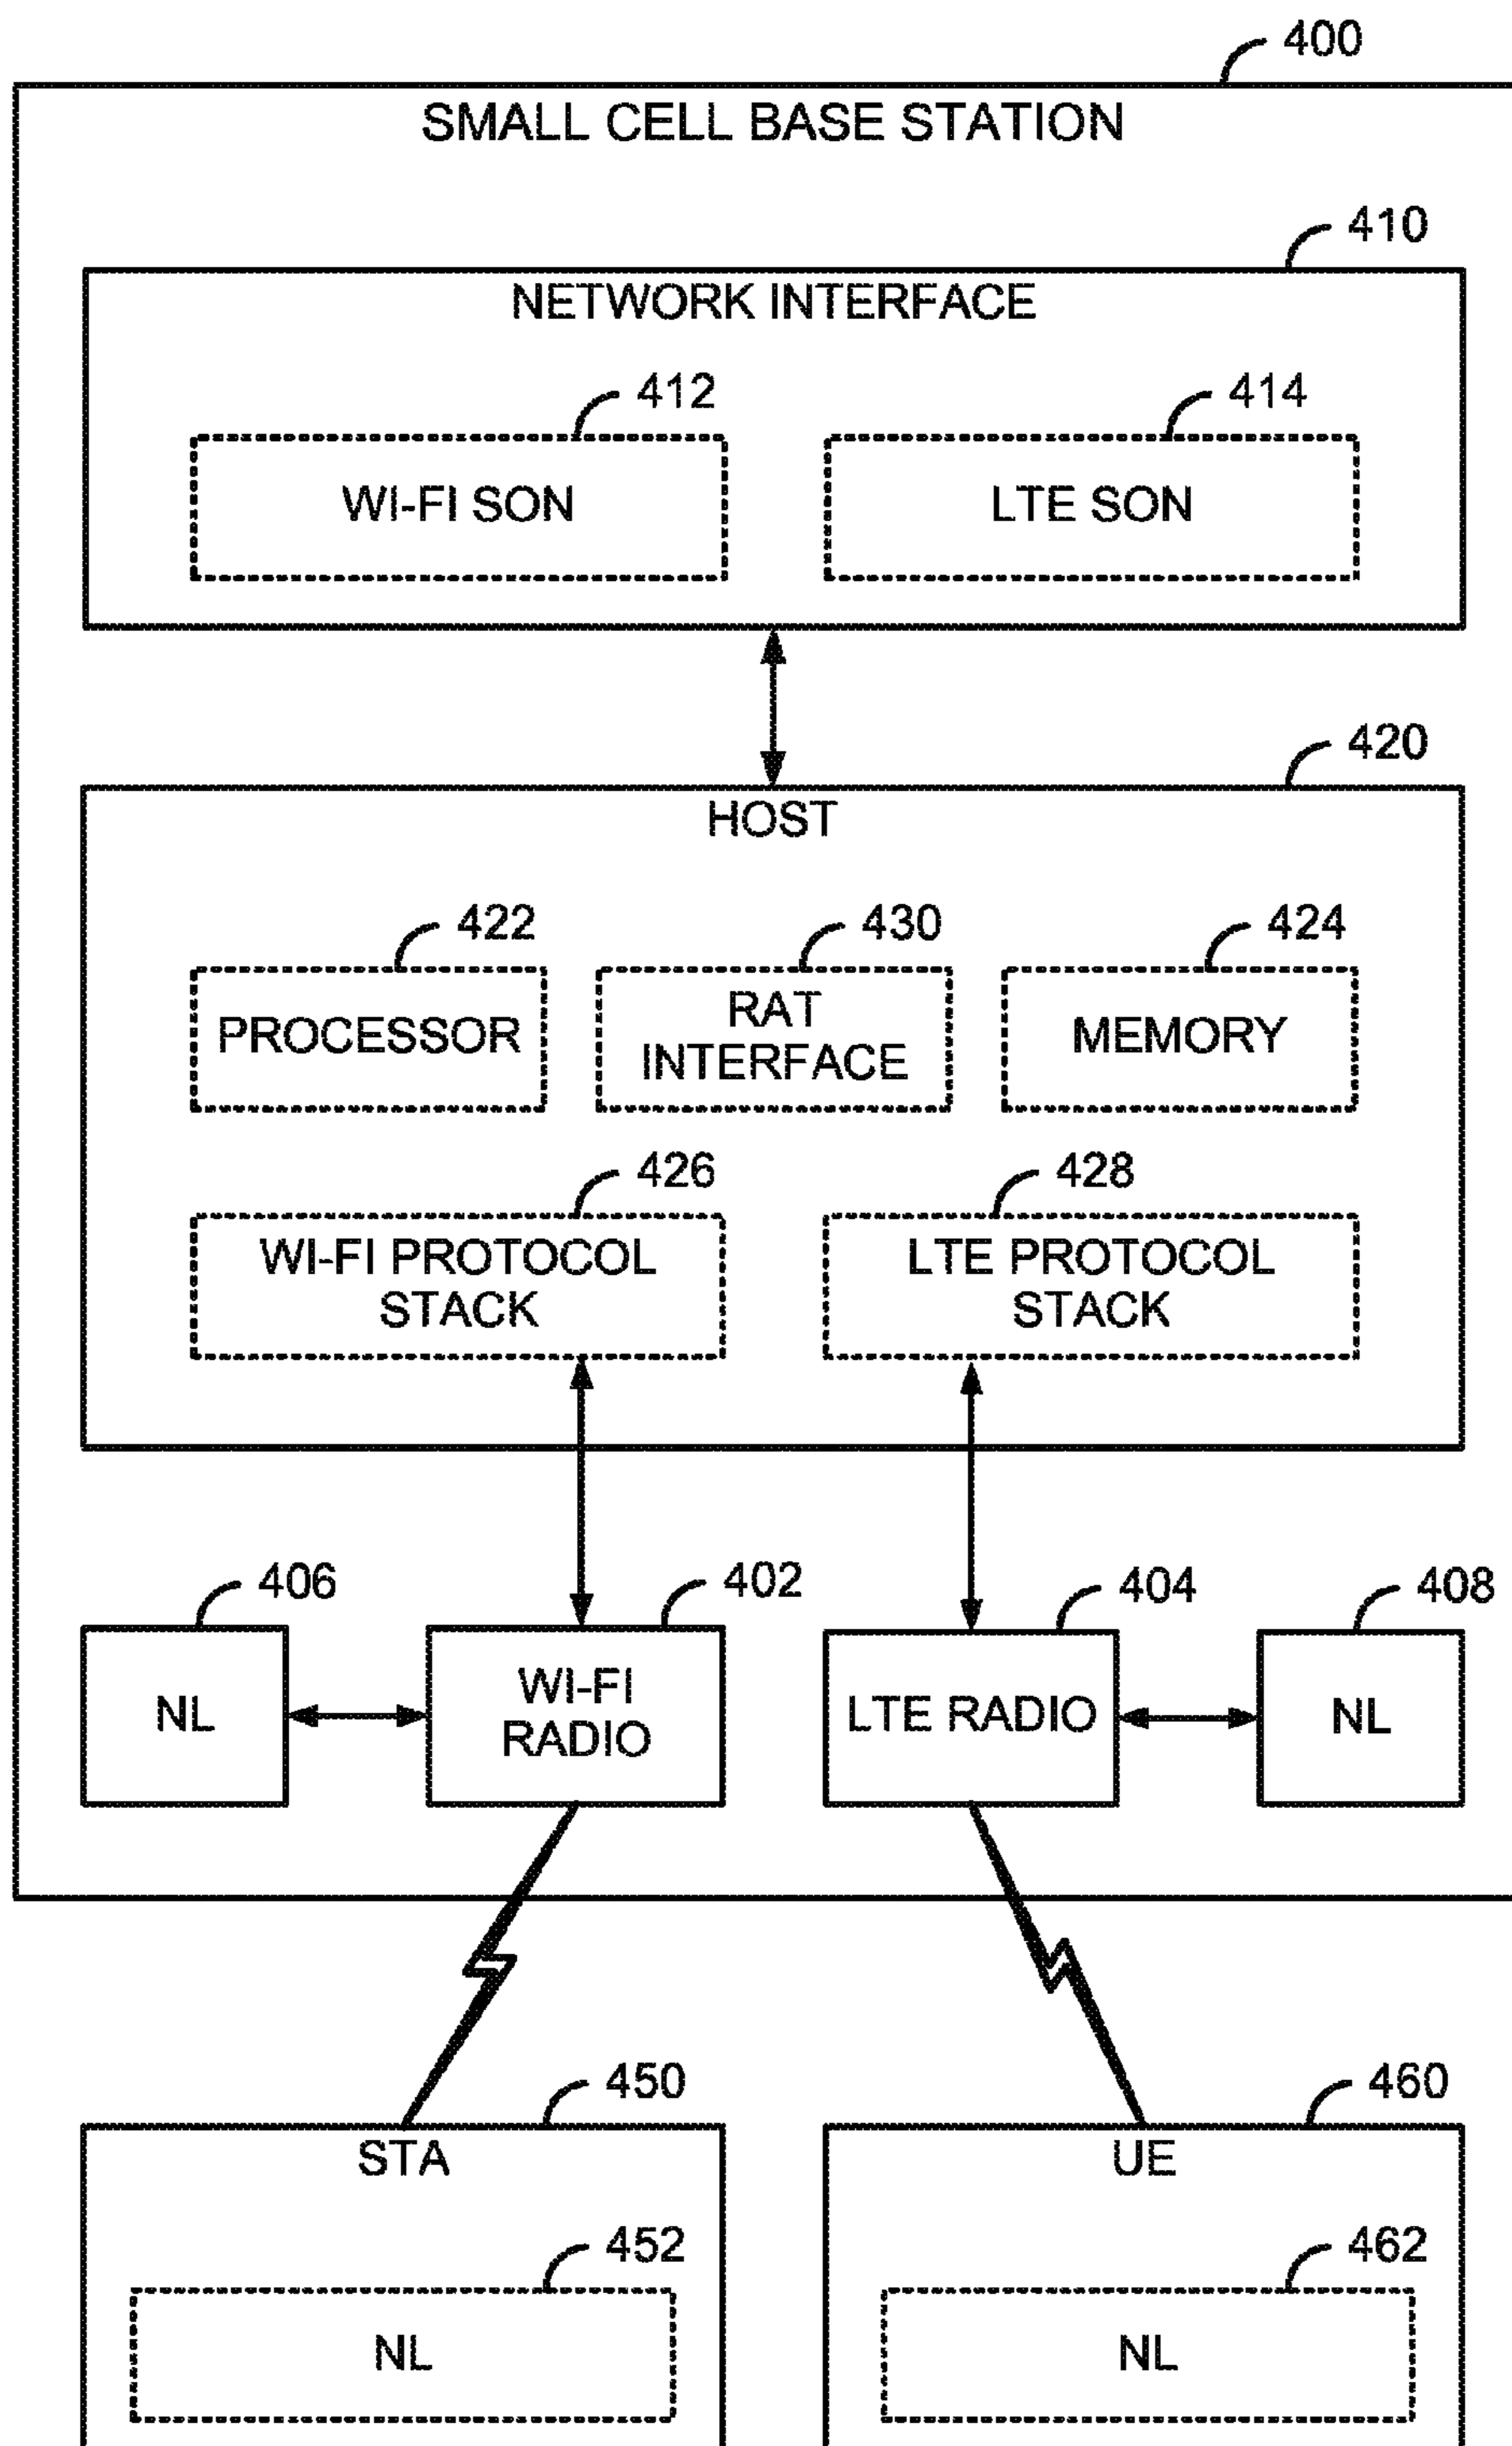 400
SMALL CELL BASE STATION
410
NETWORK INTERFACE
412
414
WI-FI SON
LTE SON
420
HOST
422
430
424
PROCESSOR
RAT
INTERFACE
MEMORY
426
428
WI-FI PROTOCOL
STACK
LTE PROTOCOL
STACK
406
402
404
408
NL
WI-FI
RADIO
LTE RADIO
NL
450
460
STA
UE
452
462
NL
NL